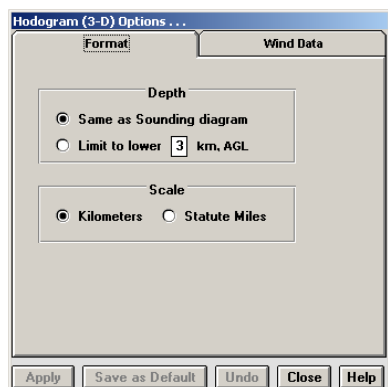 Hodogram (3-D) Options . . .
Format Wind Data
Depth
Same as Sounding diagram
Limit to lower 3 km, AGL
Scale
Kilometers Statute Miles
Apply Save as Default Undo Close Help